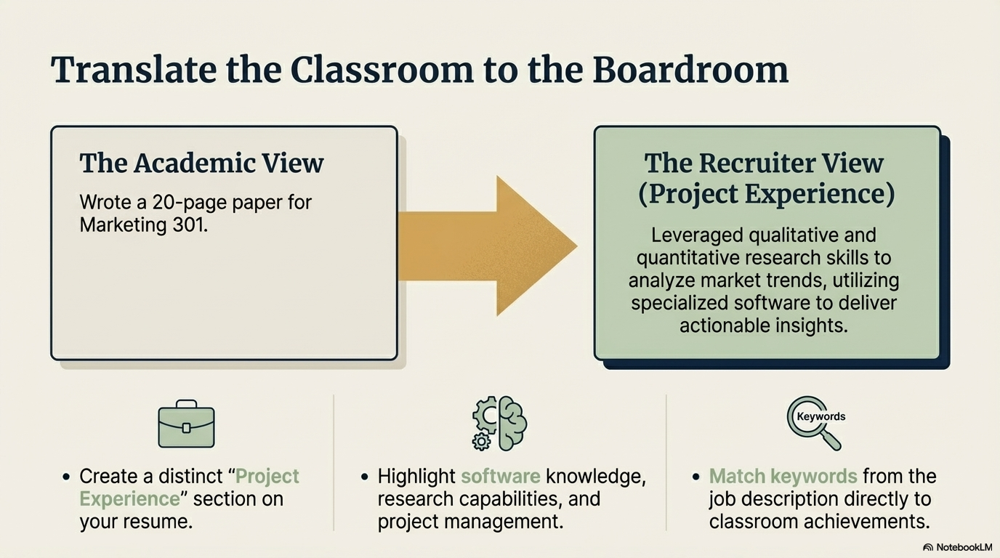 Translate the Classroom to the Boardroom
The Academic View
Wrote a 20-page paper for
Marketing 301.
The Recruiter View
(Project Experience)
Leveraged qualitative and
quantitative research skills to
analyze market trends, utilizing
specialized software to deliver
actionable insights.
• Create a distinct “Project
Experience” section on
your resume.
• Highlight software knowledge,
research capabilities, and
project management.
Keywords
• Match keywords from the
job description directly to
classroom achievements.
NotebookLM